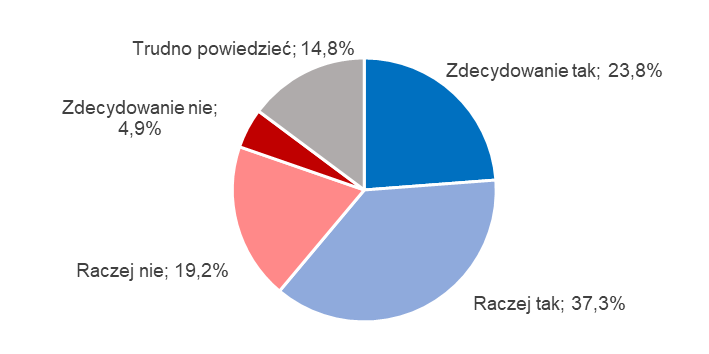 Trudno powiedzieć; 14,8%
Zdecydowanie tak; 23,8%
Zdecydowanie nie;
4,9%
Raczej nie; 19,2%
Raczej tak; 37,3%